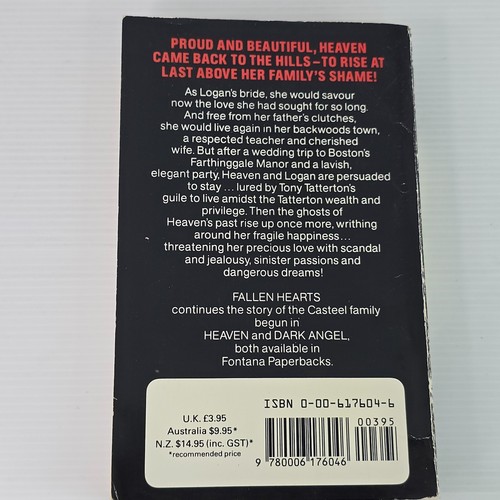 PROUD AND BEAUTIFUL, HEAVEN
CAME BACK TO THE HILLS–TO RISE AT
LAST ABOVE HER FAMILY'S SHAME!
As Logan's bride, she would savour
now the love she had sought for so long.
And free from her father's clutches,
she would live again in her backwoods town,
a respected teacher and cherished
wife. But after a wedding trip to Boston's
Farthinggale Manor and a lavish,
elegant party, Heaven and Logan are persuaded
to stay ... lured by Tony Tatterton's
guile to live amidst the Tatterton wealth and
privilege. Then the ghosts of
Heaven's past rise up once more, writhing
around her fragile happiness...
threatening her precious love with scandal
and jealousy, sinister passions and
dangerous dreams!
FALLEN HEARTS
continues the story of the Casteel family
begun in
HEAVEN and DARK ANGEL,
both available in
Fontana Paperbacks.
U.K. £3.95
Australia $9.95*
N.Z. $14.95 (inc. GST)*
*recommended price
ISBN 0-00-617604-6
00395
9 780006 176046